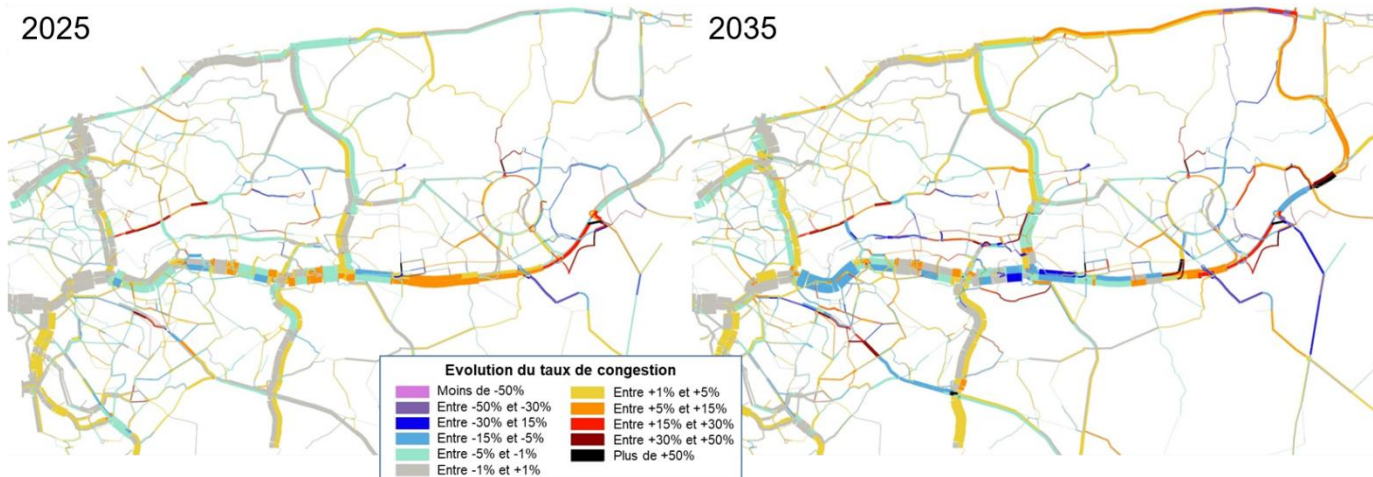 2025
2035
Evolution du taux de congestion
Moins de -50%
Entre -50% et -30%
Entre -30% et 15%
Entre -15% et -5%
Entre -5% et -1%
Entre -1% et +1%
Entre +1% et +5%
Entre +5% et +15%
Entre +15% et +30%
Entre +30% et +50%
Plus de +50%